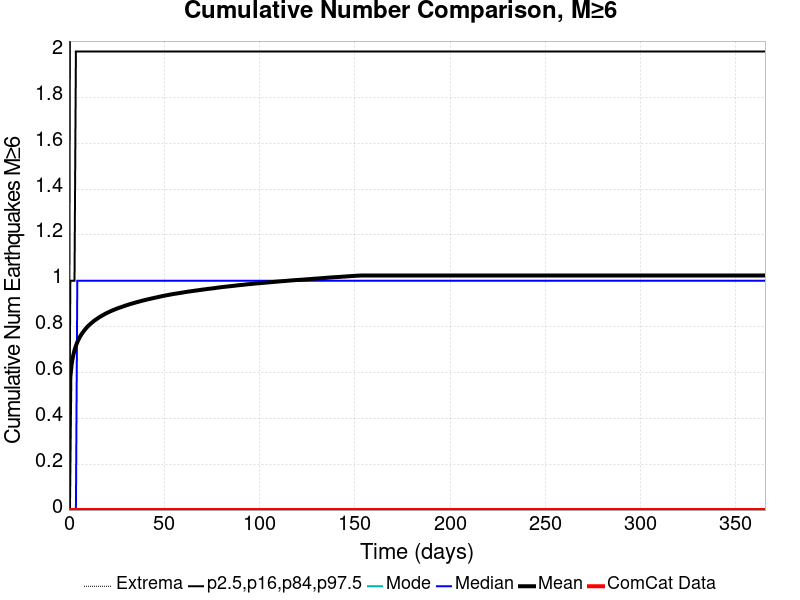 Cumulative Number Comparison, M≥6
Cumulative Num Earthquakes M≥6
2
1.8
1.6
1.4
1.2
1
0.8
0.6
0.4
0.2
0
0 50 100 150 200 250 300 350
Time (days)
Extrema p2.5,p16,p84,p97.5 Mode Median Mean ComCat Data